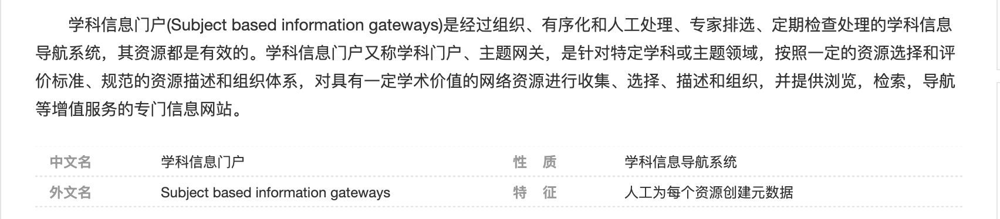 学科信息门户(Subject based information gateways)是经过组织、有序化和人工处理、专家排选、定期检查处理的学科信息
导航系统，其资源都是有效的。学科信息门户又称学科门户、主题网关，是针对特定学科或主题领域，按照一定的资源选择和评
价标准、规范的资源描述和组织体系，对具有一定学术价值的网络资源进行收集、选择、描述和组织，并提供浏览，检索，导航
等增值服务的专门信息网站。
中文名 学科信息门户 性 质 学科信息导航系统
外文名 Subject based information gateways 特 征 人工为每个资源创建元数据